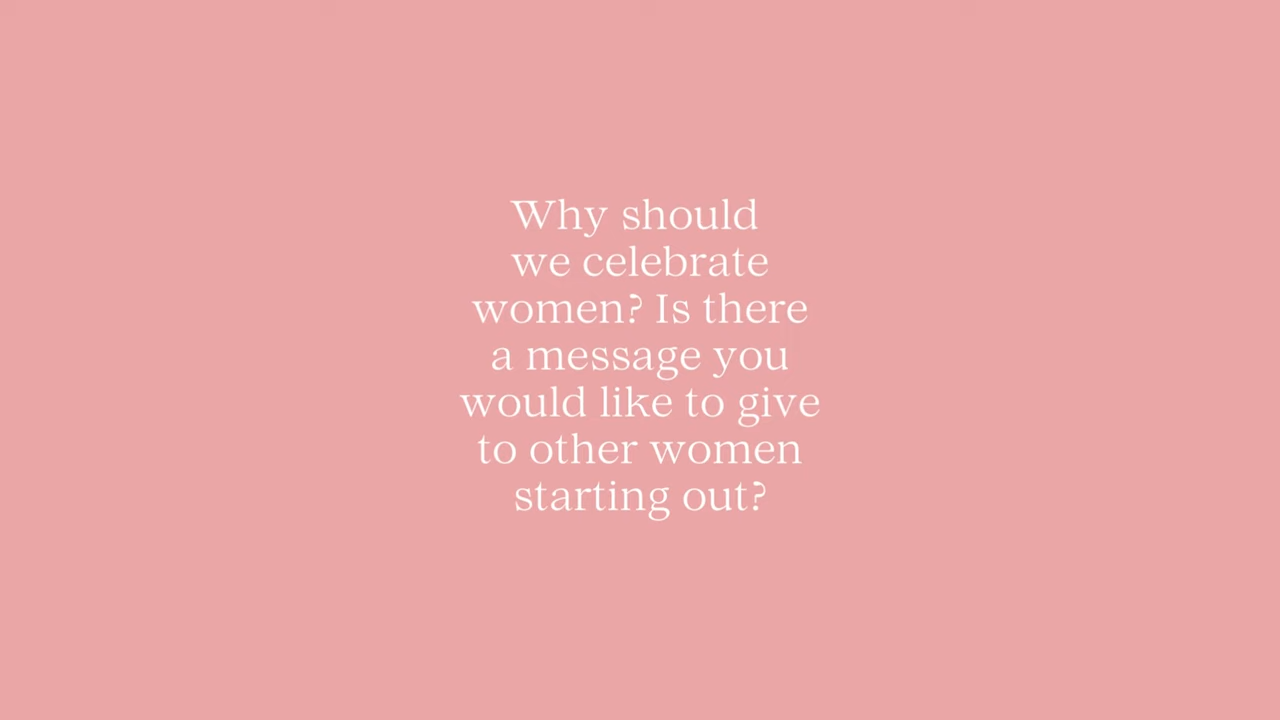 Why should
we celebrate
women? Is there
a message you
would like to give
to other women
starting out?